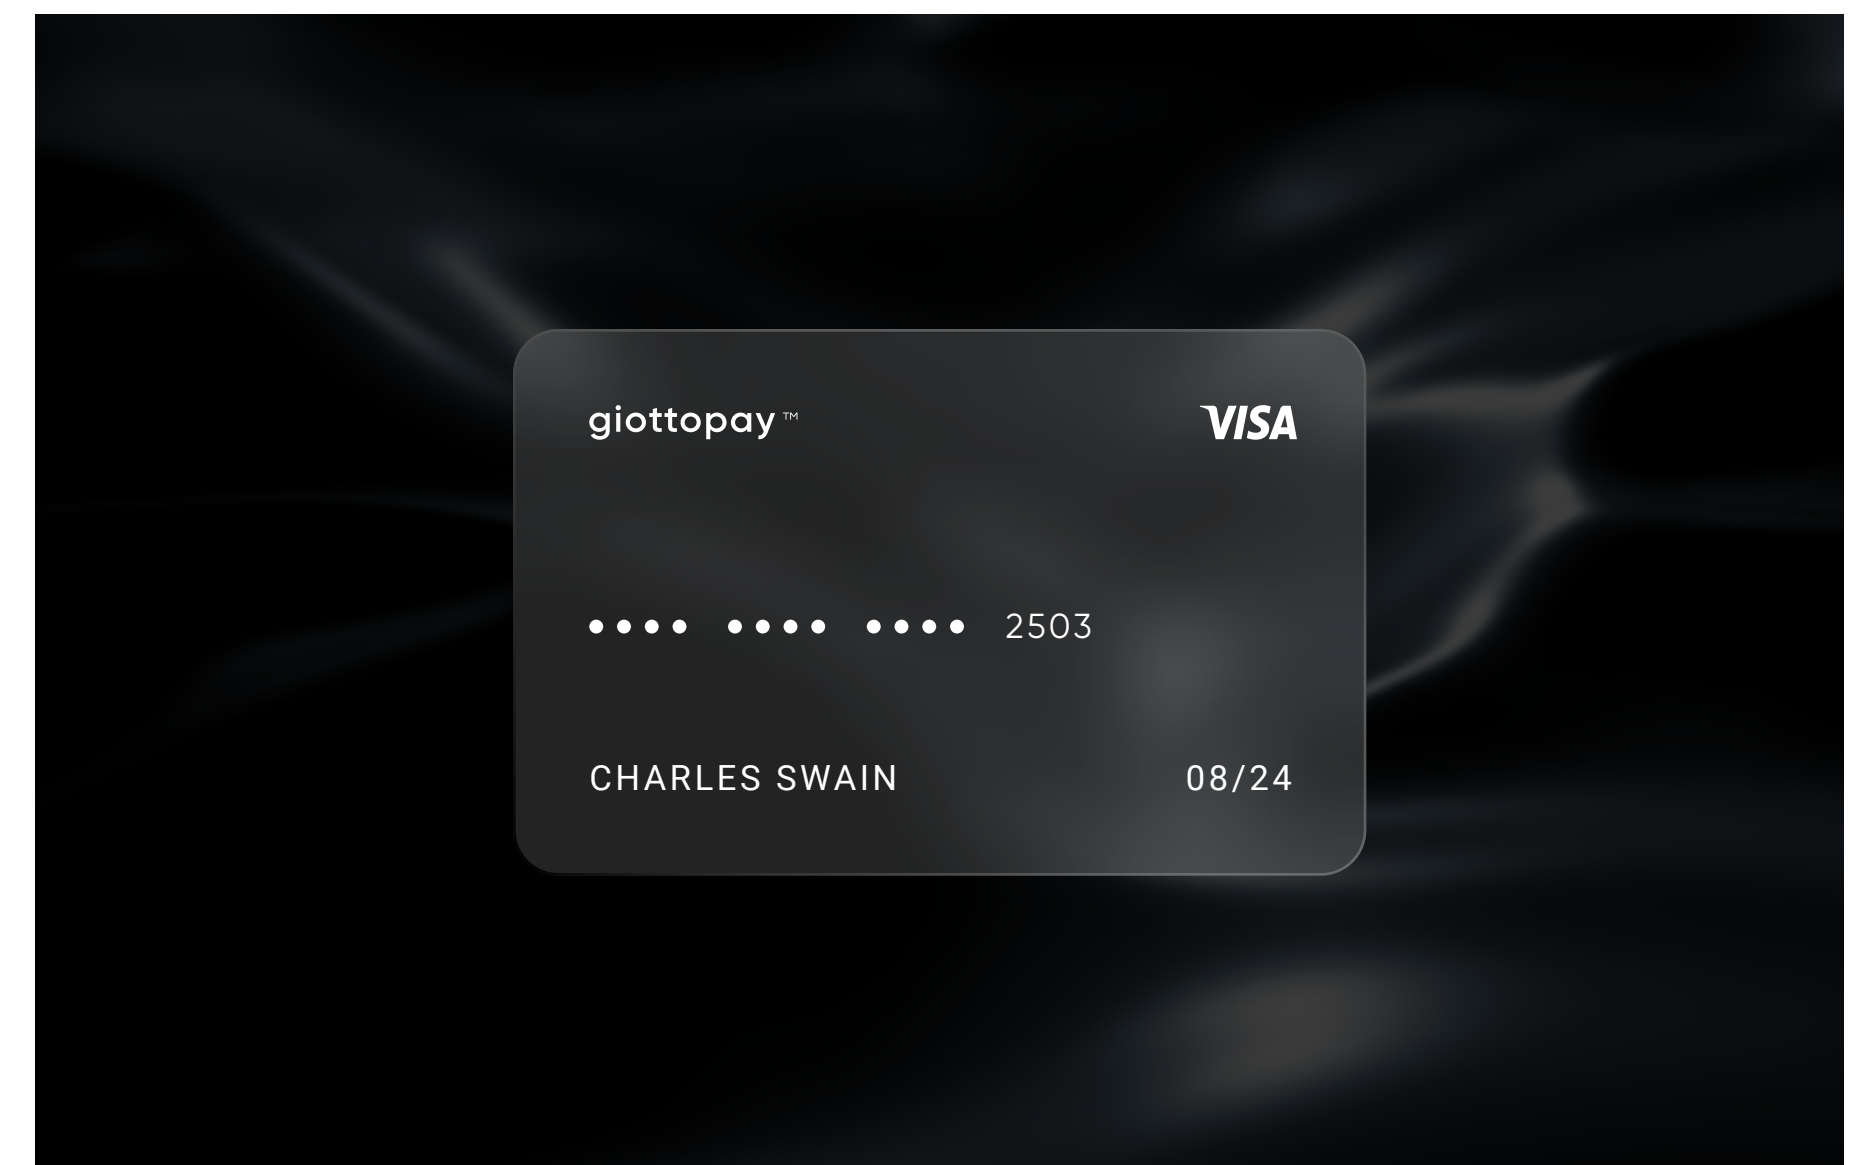 giottopay™
VISA
•••• •••• •••• 2503
CHARLES SWAIN
08/24